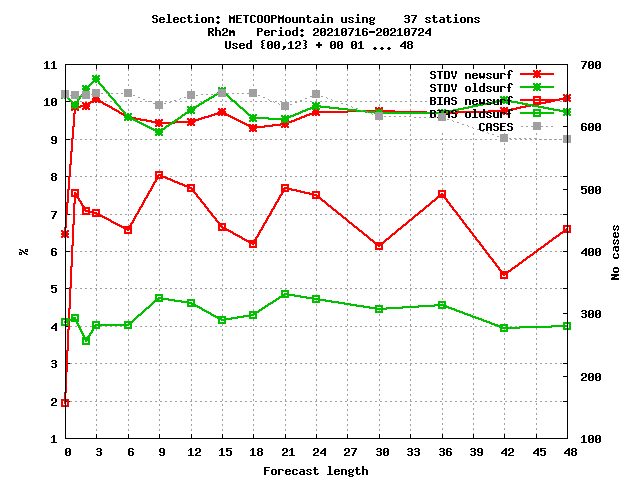 Selection: METCOOPMountain using    37 stations
Rh2m   Period: 20210716-20210724
Used {00,12} + 00 01 ... 48
11
10
9
8
7
6
5
4
3
2
1
%
700
600
500
400
300
200
100
No cases
STDV newsurf
STDV oldsurf
BIAS newsurf
BIAS oldsurf
CASES
0 3 6 9 12 15 18 21 24 27 30 33 36 39 42 45 48
Forecast length